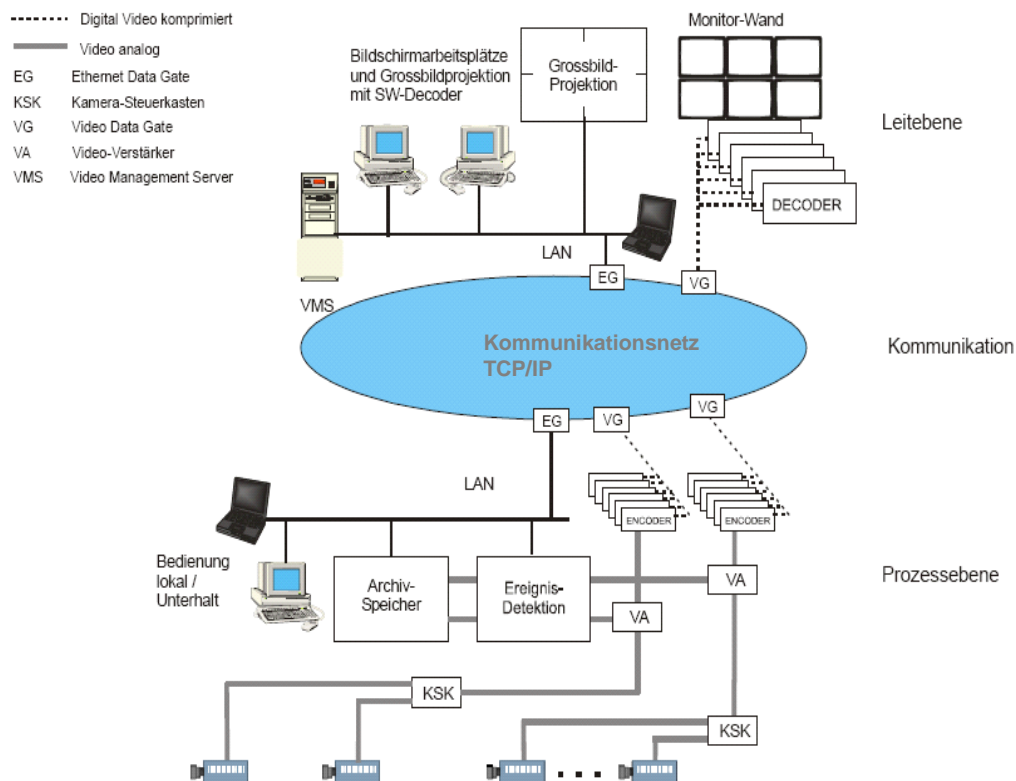 Digital Video komprimiert
Video analog
EG Ethernet Data Gate
KSK Kamera-Steuerkasten
VG Video Data Gate
VA Video-Verstärker
VMS Video Management Server
Bildschirmarbeitsplätze
und Grossbildprojektion
mit SW-Decoder
Grossbild-
Projektion
Monitor-Wand
Leitebene
DECODER
LAN
EG
VG
VMS
Kommunikationsnetz
TCP/IP
Kommunikation
EG
VG
VG
LAN
ENCODER
ENCODER
Bedienung
lokal /
Unterhalt
Archiv-
Speicher
Ereignis-
Detektion
VA
VA
Prozessebene
KSK
KSK